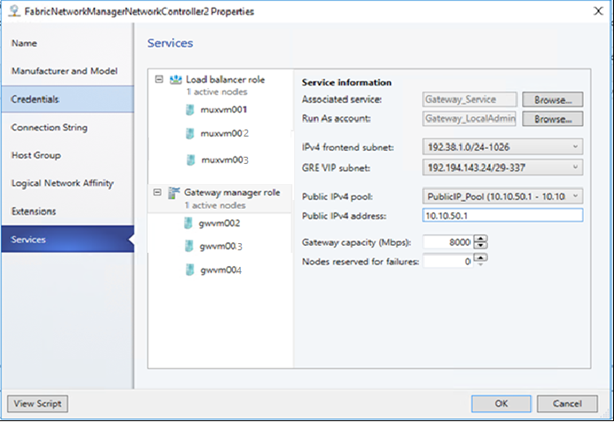 FabricNetworkManagerNetworkController2 Properties
Name
Manufacturer and Model
Credentials
Connection String
Host Group
Logical Network Affinity
Extensions
Services
Services
Load balancer role
1 active nodes
muxvm001
muxvm002
muxvm003
Gateway manager role
1 active nodes
gwvm002
gwvm003
gwvm004
Service information
Associated service: Gateway_Service Browse...
Run As account: Gateway_LocalAdmin Browse...
IPv4 frontend subnet: 192.38.1.0/24-1026
GRE VIP subnet: 192.194.143.24/29-337
Public IPv4 pool: PublicIP_Pool (10.10.50.1 - 10.10
Public IPv4 address: 10.10.50.1
Gateway capacity (Mbps): 8000
Nodes reserved for failures: 0
View Script OK Cancel